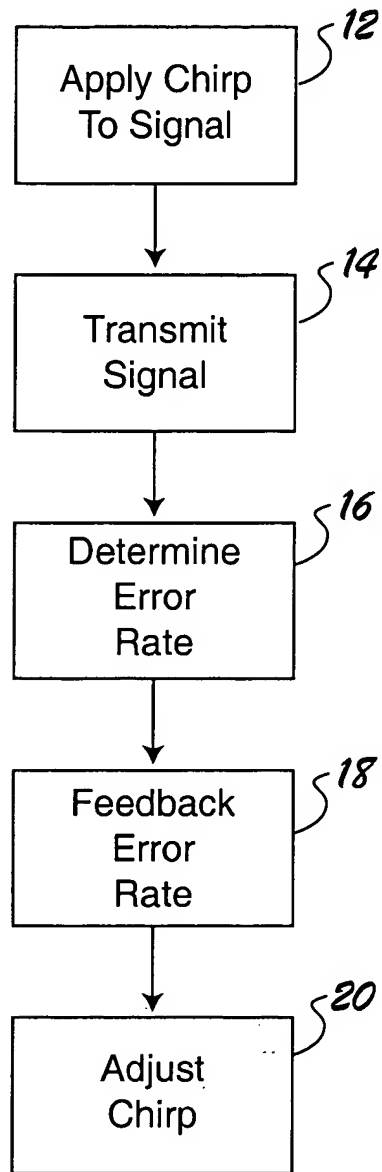 12
Apply Chirp
To Signal
14
Transmit
Signal
16
Determine
Error
Rate
18
Feedback
Error
Rate
20
Adjust
Chirp